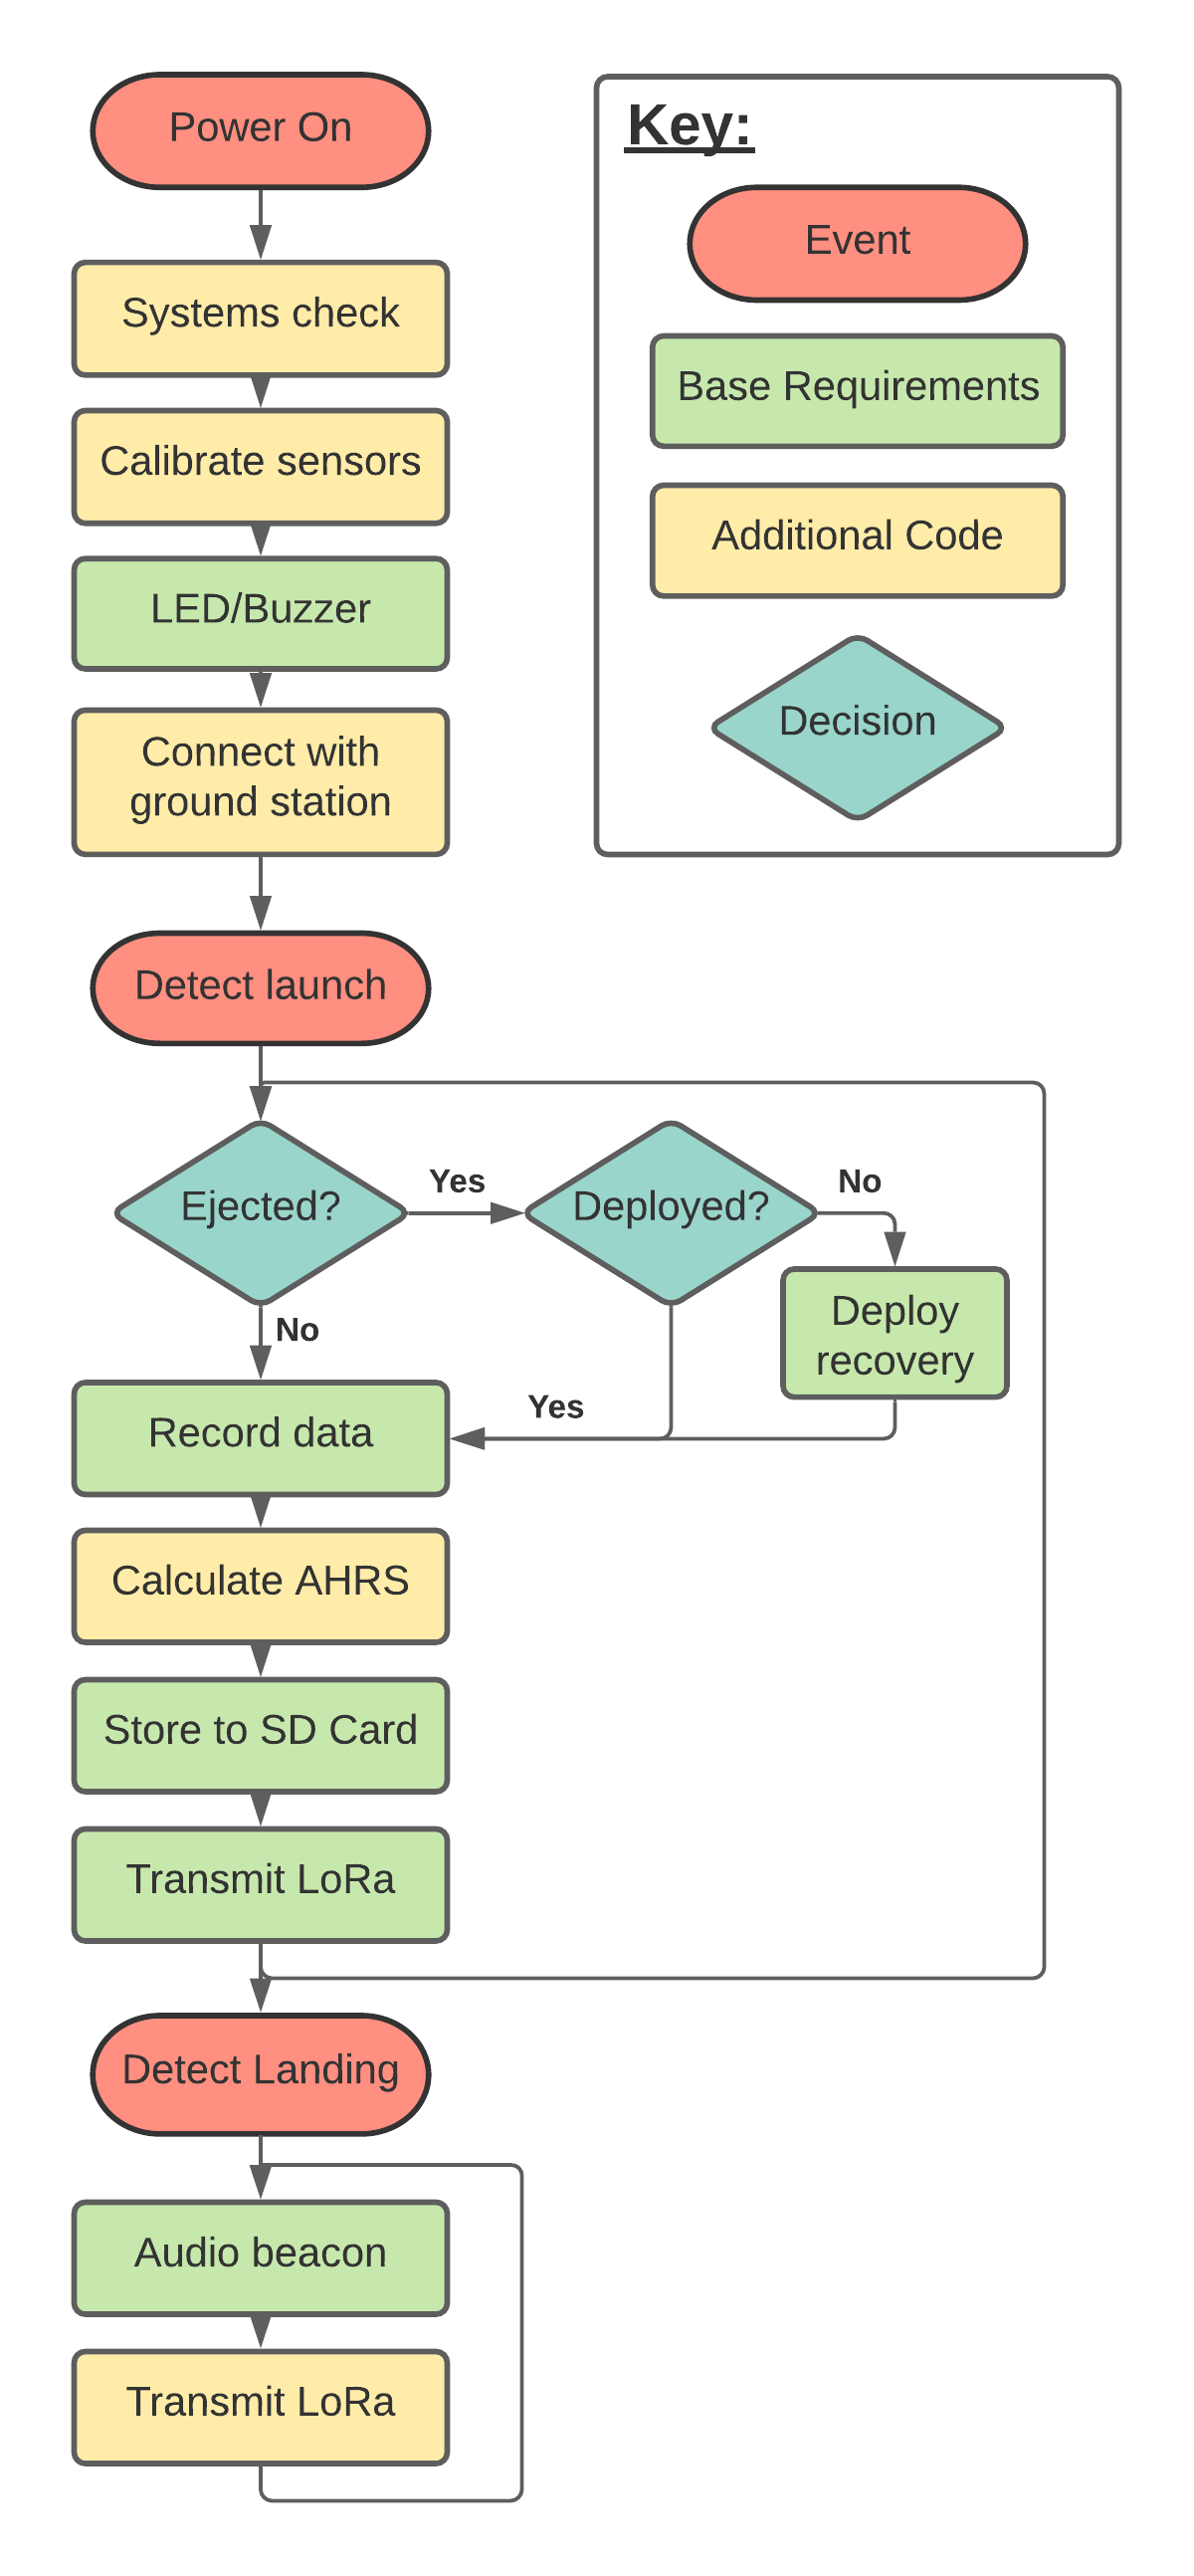 Power On
Systems check
Calibrate sensors
LED/Buzzer
Connect with
ground station
Detect launch
Key:
Event
Base Requirements
Additional Code
Decision
Ejected?
Yes
Deployed?
No
Deploy
recovery
No
Yes
Record data
Calculate AHRS
Store to SD Card
Transmit LoRa
Detect Landing
Audio beacon
Transmit LoRa